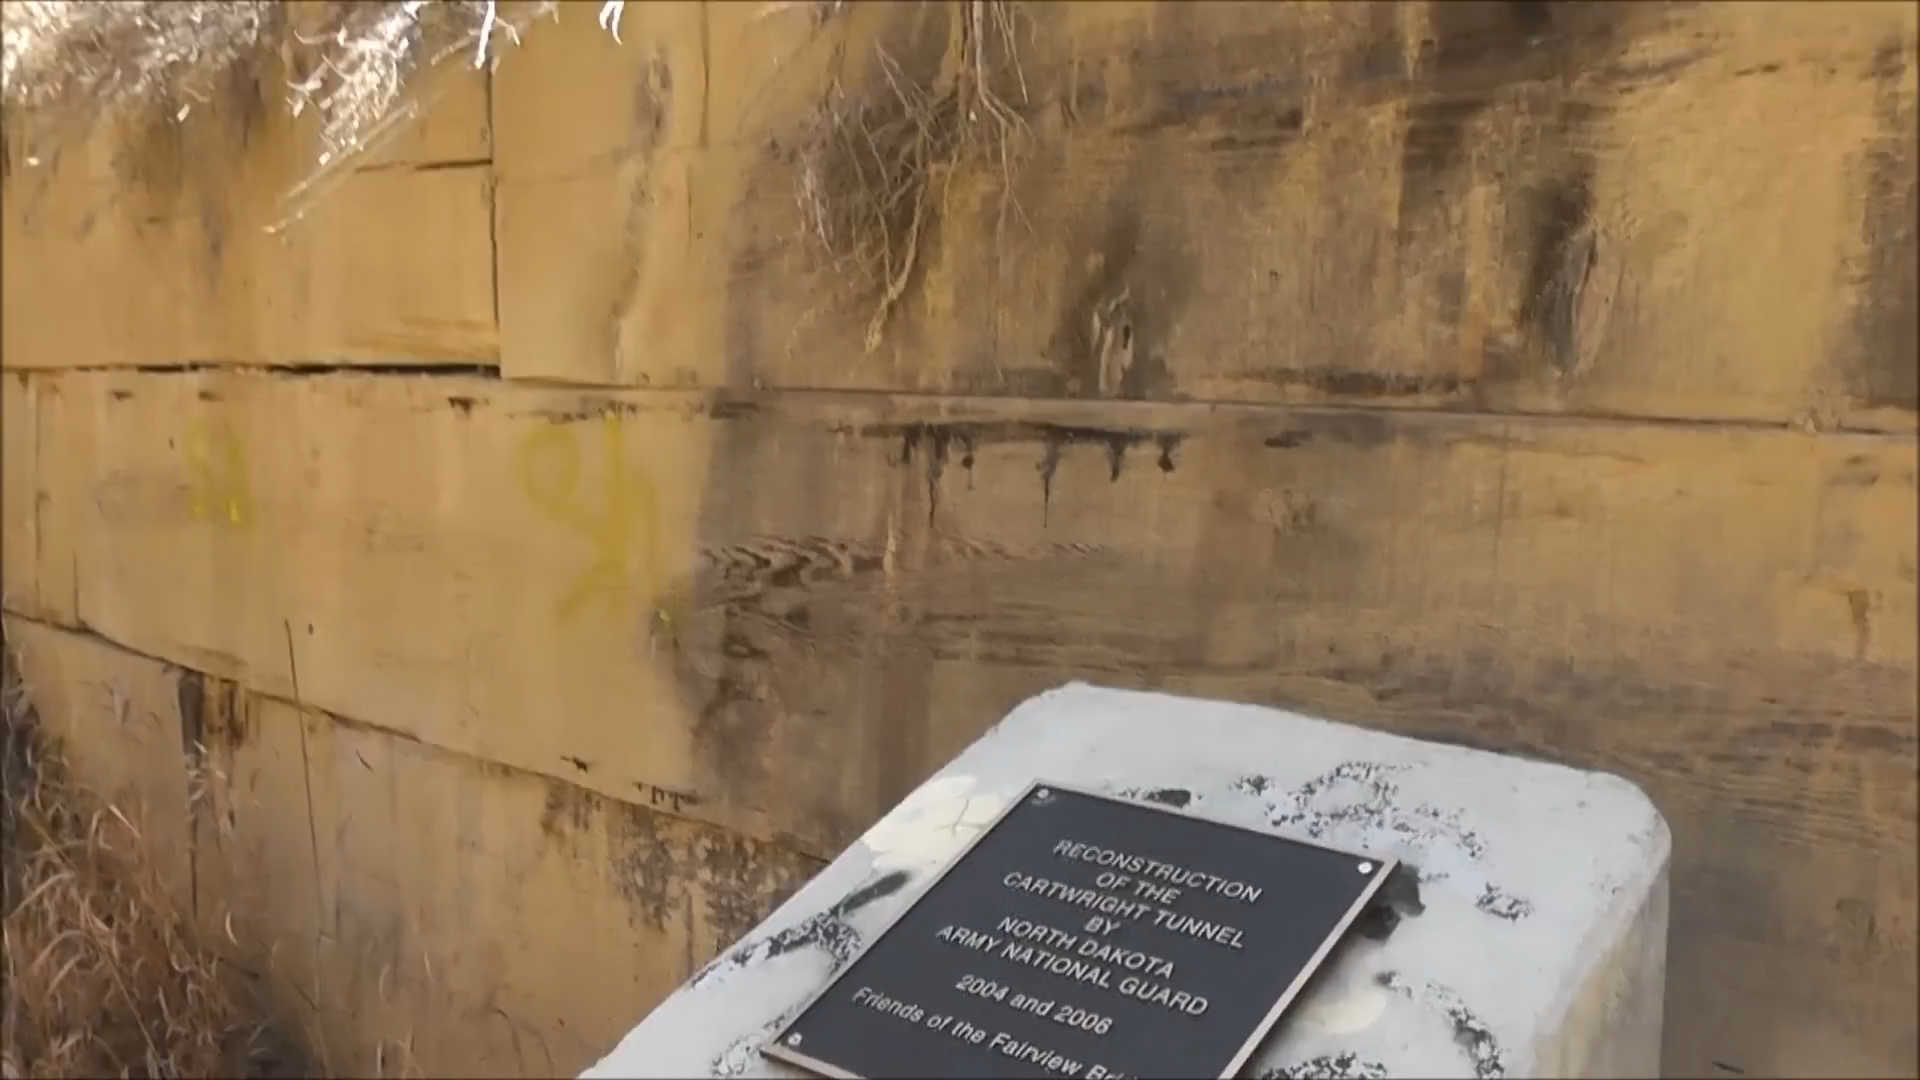 RECONSTRUCTION
OF THE
CARTWRIGHT TUNNEL
BY
NORTH DAKOTA
ARMY NATIONAL GUARD
2004 and 2006
Friends of the Fairview